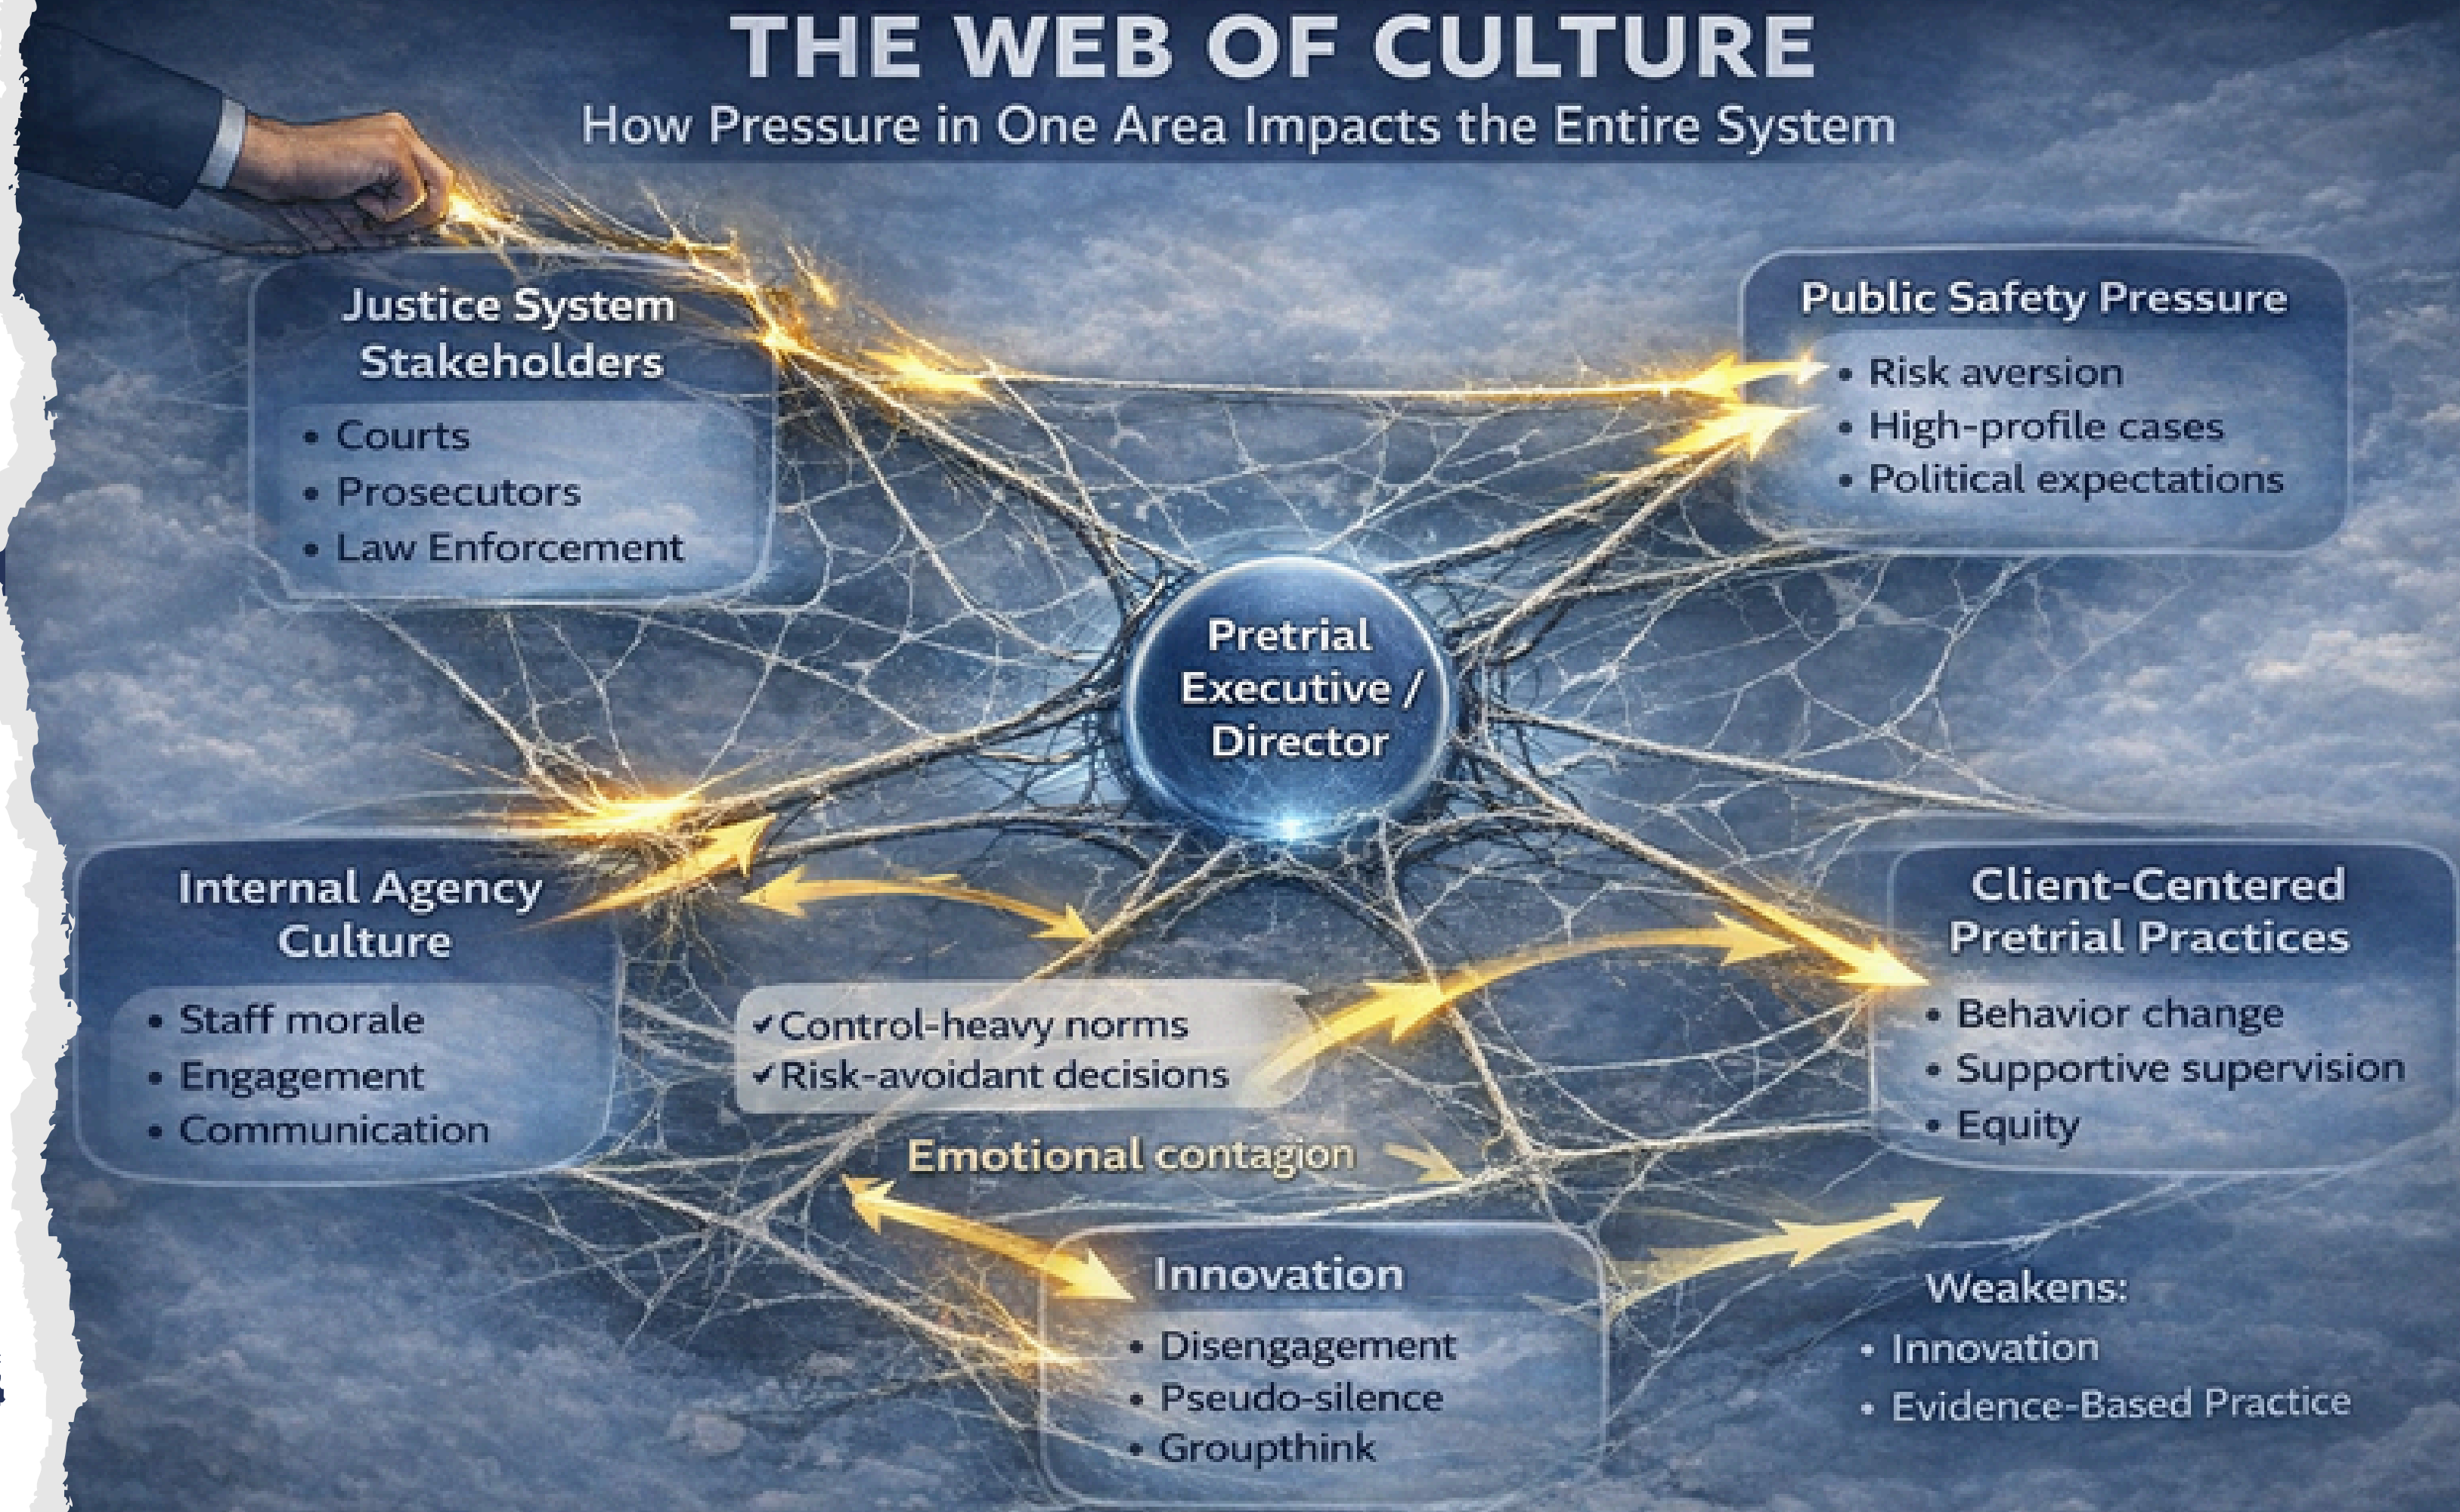 THE WEB OF CULTURE
How Pressure in One Area Impacts the Entire System
Justice System
Stakeholders
• Courts
• Prosecutors
• Law Enforcement
Public Safety Pressure
• Risk aversion
• High-profile cases
• Political expectations
Pretrial
Executive /
Director
Internal Agency
Culture
• Staff morale
• Engagement
• Communication
✓Control-heavy norms
✓Risk-avoidant decisions
Emotional contagion
Client-Centered
Pretrial Practices
• Behavior change
• Supportive supervision
• Equity
Innovation
• Disengagement
• Pseudo-silence
• Groupthink
Weakens:
• Innovation
• Evidence-Based Practice